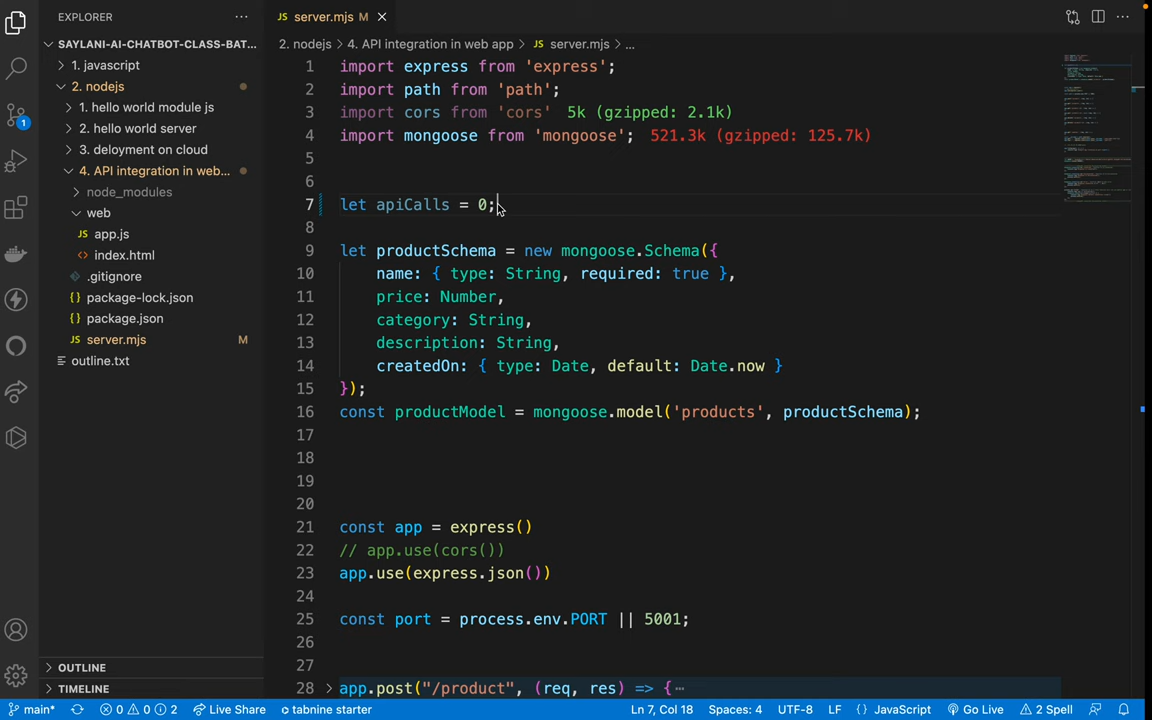 EXPLORER
SAYLANI-AI-CHATBOT-CLASS-BAT...
1. javascript
2. nodejs
1. hello world module js
2. hello world server
3. deloyment on cloud
4. API integration in web...
node_modules
web
app.js
index.html
.gitignore
package-lock.json
package.json
server.mjs M
outline.txt
OUTLINE
TIMELINE
1
JS server.mjs M
2. nodejs > 4. API integration in web app > JS server.mjs > ...
1 import express from 'express';
2 import path from 'path';
3 import cors from 'cors' 5k (gzipped: 2.1k)
4 import mongoose from 'mongoose'; 521.3k (gzipped: 125.7k)
5
6
7 let apiCalls = 0;
8
9 let productSchema = new mongoose.Schema({
10 name: { type: String, required: true },
11 price: Number,
12 category: String,
13 description: String,
14 createdOn: { type: Date, default: Date.now }
15 });
16 const productModel = mongoose.model('products', productSchema);
17
18
19
20
21 const app = express()
22 // app.use(cors())
23 app.use(express.json())
24
25 const port = process.env.PORT || 5001;
26
27
28 app.post("/product", (req, res) => {
main* 0 0 2 Live Share tabnine starter Ln 7, Col 18 Spaces: 4 UTF-8 LF {} JavaScript Go Live 2 Spell